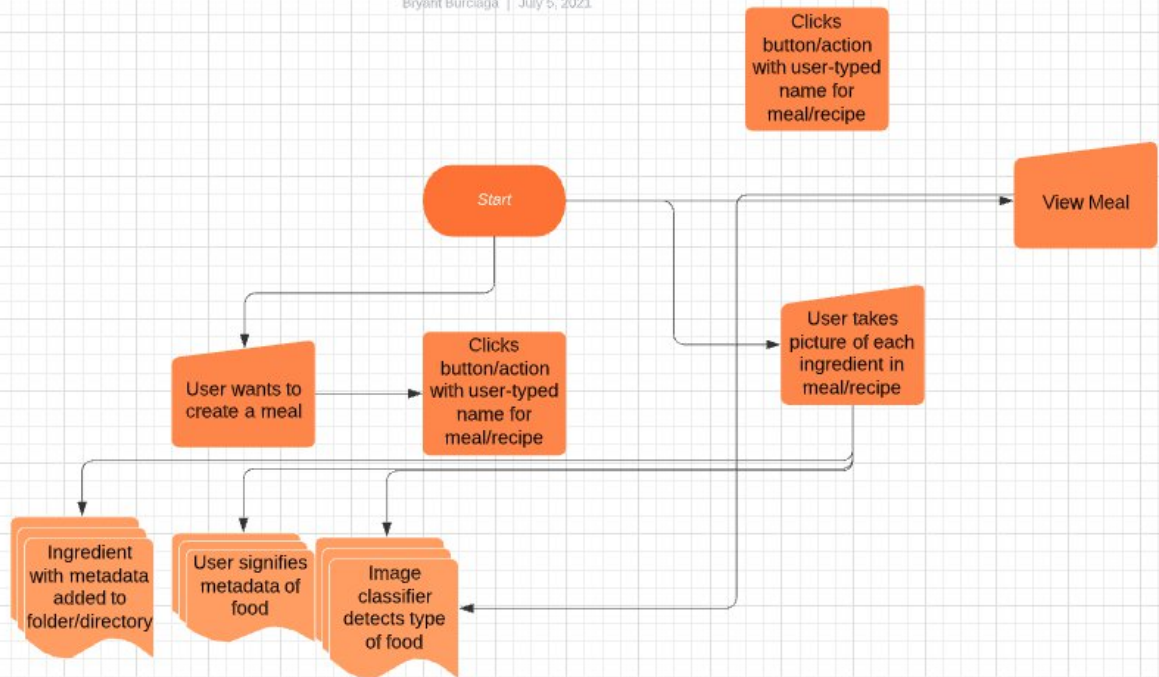 Bryant Burciaga | July 5, 2021
Clicks
button/action
with user-typed
name for
meal/recipe
View Meal
Start
User takes
picture of each
ingredient in
meal/recipe
User wants to
create a meal
Clicks
button/action
with user-typed
name for
meal/recipe
Ingredient
with metadata
added to
folder/directory
User signifies
metadata of
food
Image
classifier
detects type
of food